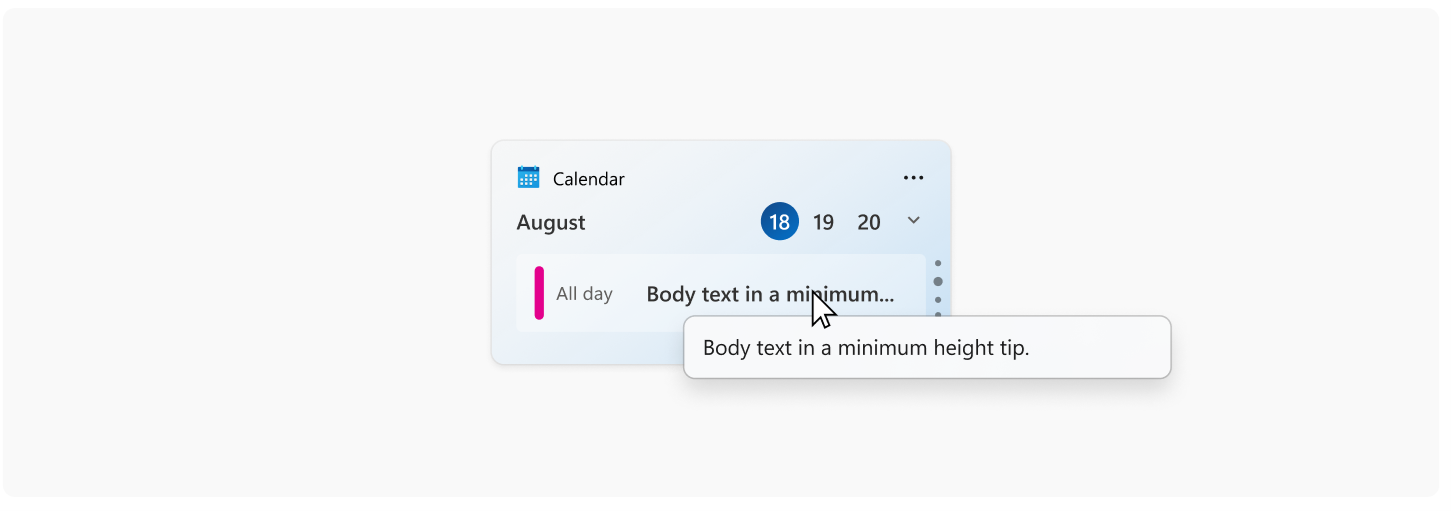 Calendar
August 18 19 20
All day Body text in a minimum...
Body text in a minimum height tip.